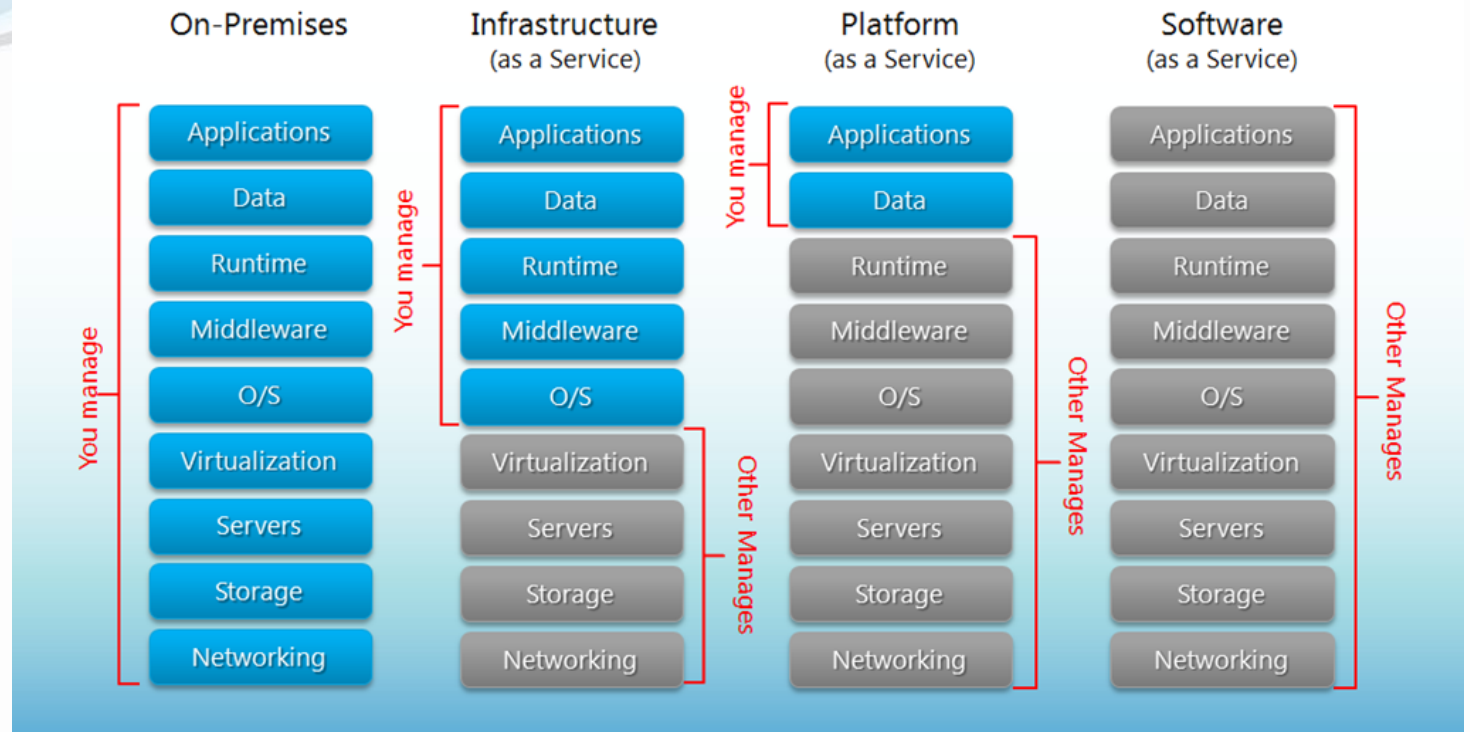 On-Premises
You manage
Applications
Data
Runtime
Middleware
O/S
Virtualization
Servers
Storage
Networking
Infrastructure
(as a Service)
You manage
Applications
Data
Runtime
Middleware
O/S
Virtualization
Servers
Storage
Networking
Other Manages
Platform
(as a Service)
You manage
Applications
Data
Runtime
Middleware
O/S
Virtualization
Servers
Storage
Networking
Other Manages
Software
(as a Service)
Applications
Data
Runtime
Middleware
O/S
Virtualization
Servers
Storage
Networking
Other Manages